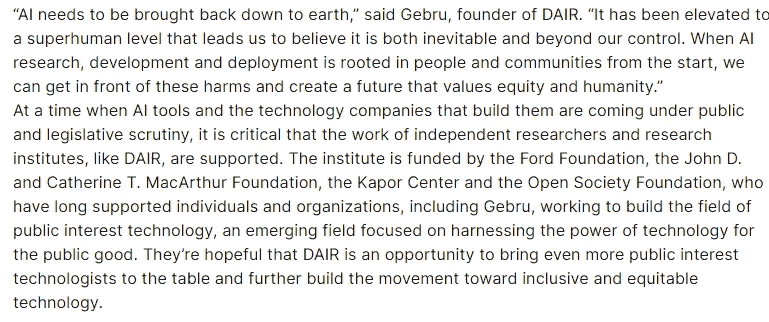 “AI needs to be brought back down to earth,” said Gebru, founder of DAIR. “It has been elevated to
a superhuman level that leads us to believe it is both inevitable and beyond our control. When AI
research, development and deployment is rooted in people and communities from the start, we
can get in front of these harms and create a future that values equity and humanity.”
At a time when AI tools and the technology companies that build them are coming under public
and legislative scrutiny, it is critical that the work of independent researchers and research
institutes, like DAIR, are supported. The institute is funded by the Ford Foundation, the John D.
and Catherine T. MacArthur Foundation, the Kapor Center and the Open Society Foundation, who
have long supported individuals and organizations, including Gebru, working to build the field of
public interest technology, an emerging field focused on harnessing the power of technology for
the public good. They’re hopeful that DAIR is an opportunity to bring even more public interest
technologists to the table and further build the movement toward inclusive and equitable
technology.